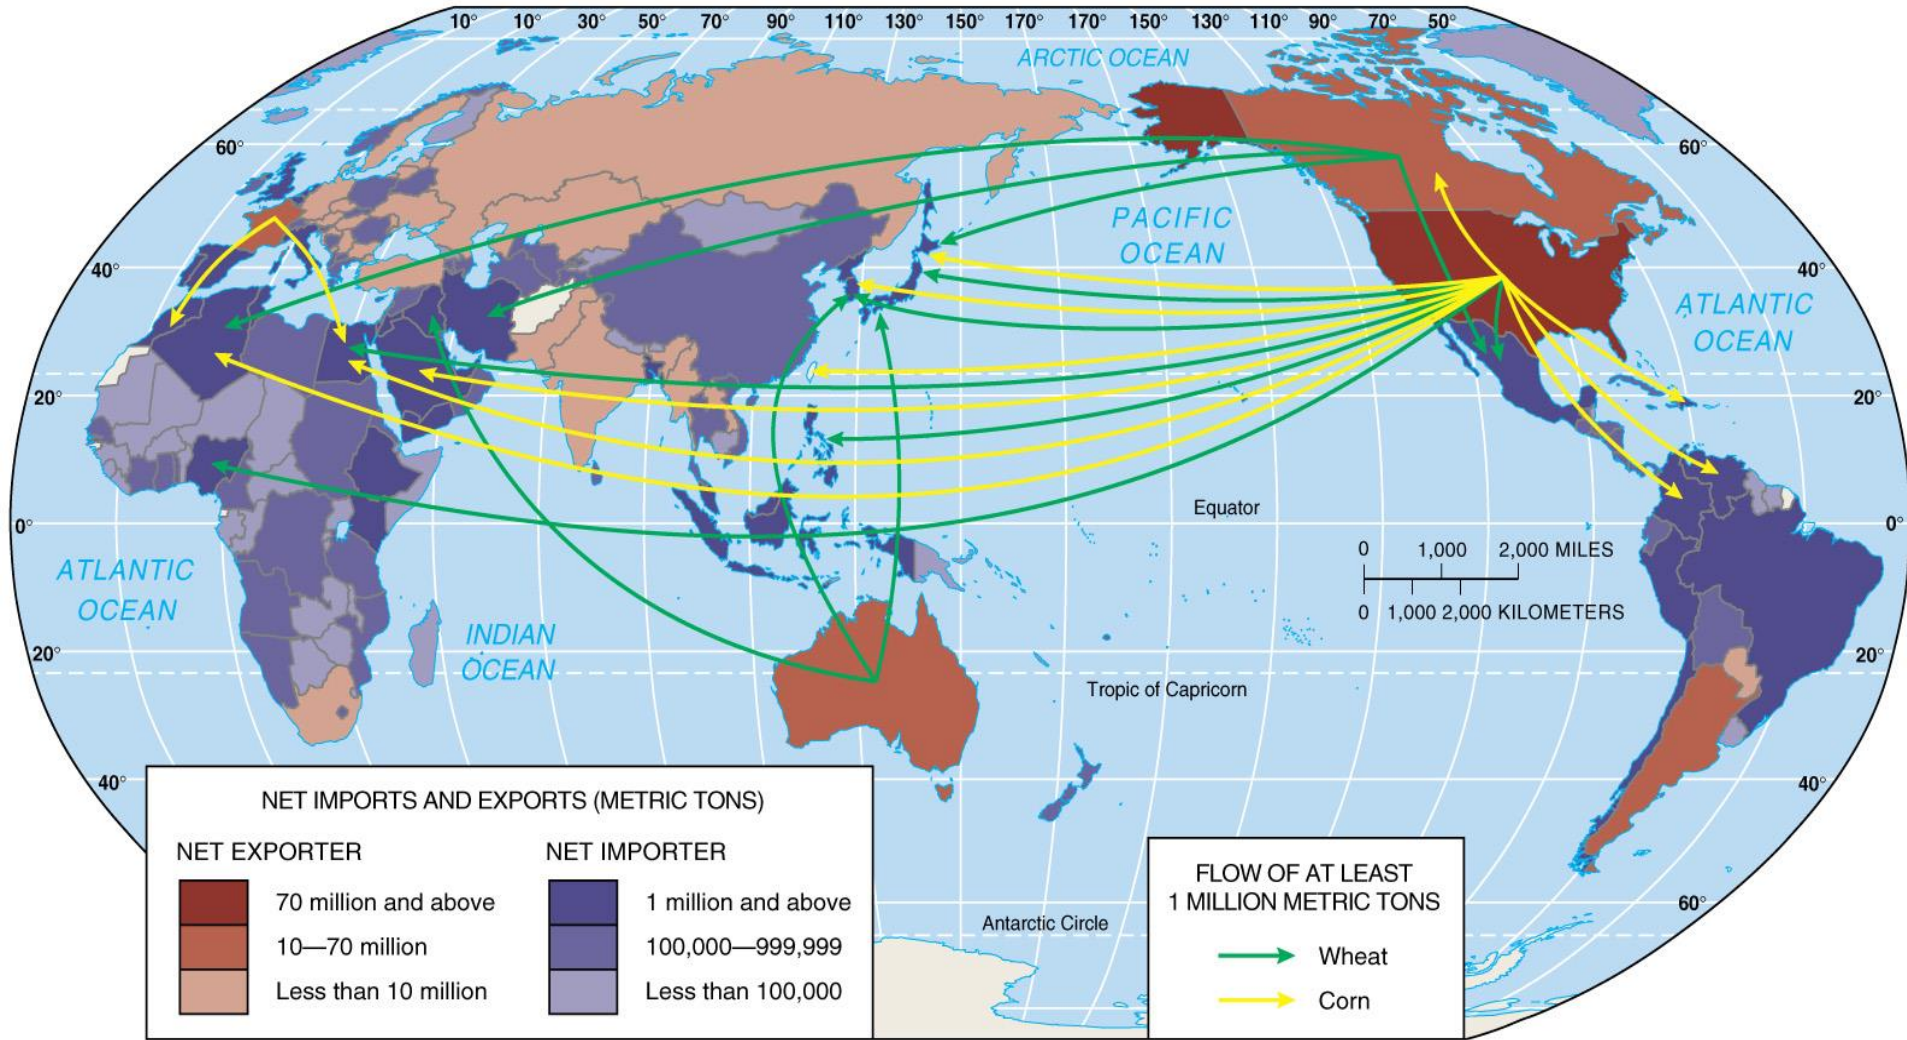 10° 10° 30° 50° 70° 90° 110° 130° 150° 170° 170° 150° 130° 110° 90° 70° 50°
ARCTIC OCEAN
60° 60°
PACIFIC
OCEAN
40° 40°
ATLANTIC
OCEAN
20° 20°
Equator
0° 0°
0 1,000 2,000 MILES
0 1,000 2,000 KILOMETERS
ATLANTIC
OCEAN
INDIAN
OCEAN
20° 20°
Tropic of Capricorn
40° 40°
NET IMPORTS AND EXPORTS (METRIC TONS)
NET EXPORTER
70 million and above
10—70 million
Less than 10 million
NET IMPORTER
1 million and above
100,000—999,999
Less than 100,000
60°
Antarctic Circle
FLOW OF AT LEAST
1 MILLION METRIC TONS
Wheat
Corn